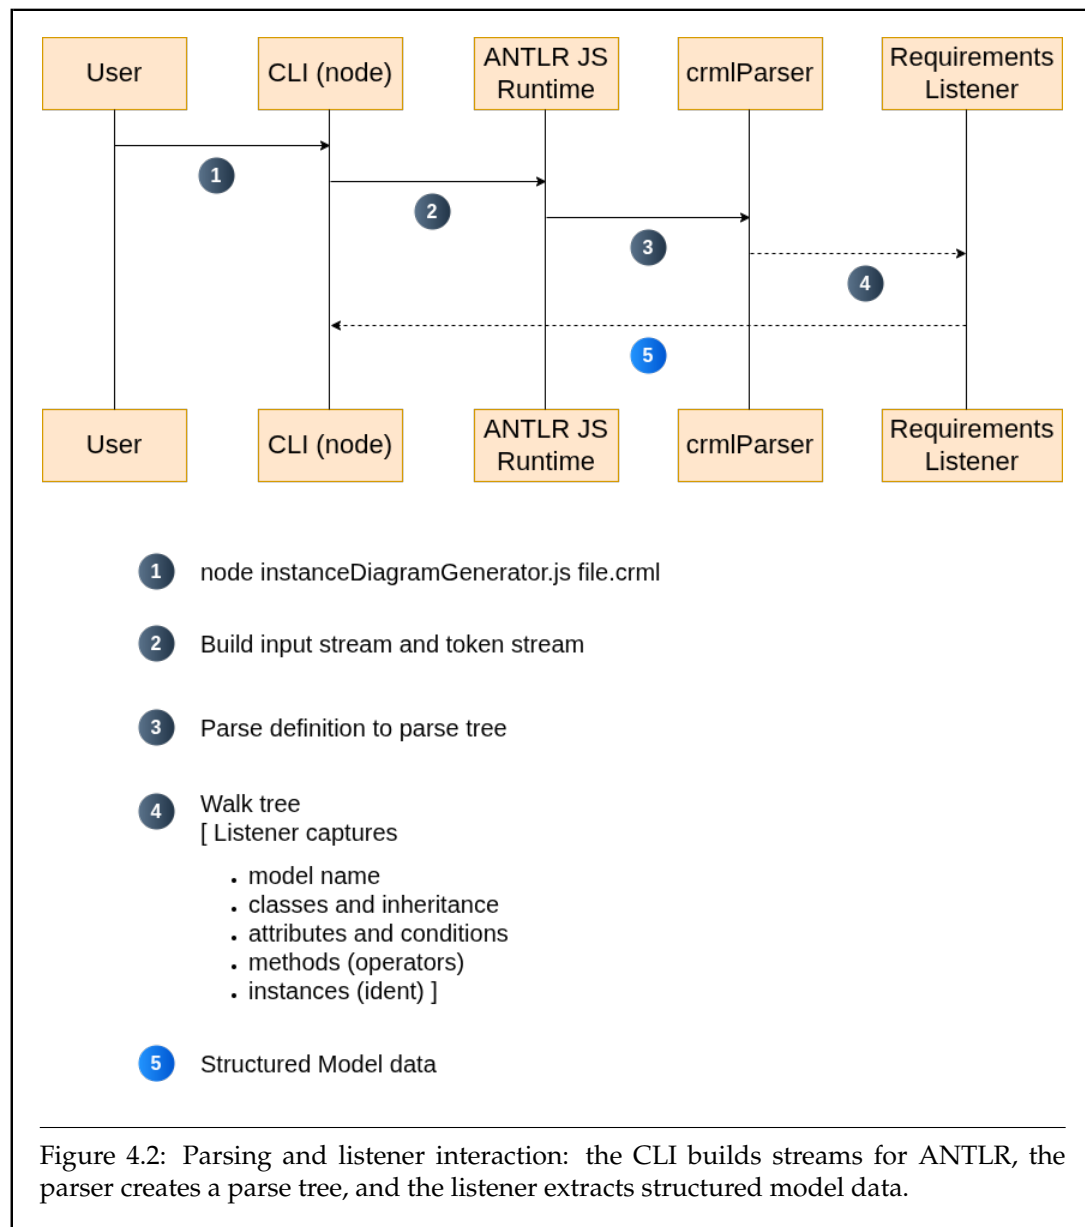 User
CLI (node)
ANTLR JS
Runtime
crmlParser
Requirements
Listener
1
2
3
4
5
User
CLI (node)
ANTLR JS
Runtime
crmlParser
Requirements
Listener
1 node instanceDiagramGenerator.js file.crml
2 Build input stream and token stream
3 Parse definition to parse tree
4 Walk tree
[ Listener captures
• model name
• classes and inheritance
• attributes and conditions
• methods (operators)
• instances (ident) ]
5 Structured Model data
Figure 4.2: Parsing and listener interaction: the CLI builds streams for ANTLR, the
parser creates a parse tree, and the listener extracts structured model data.